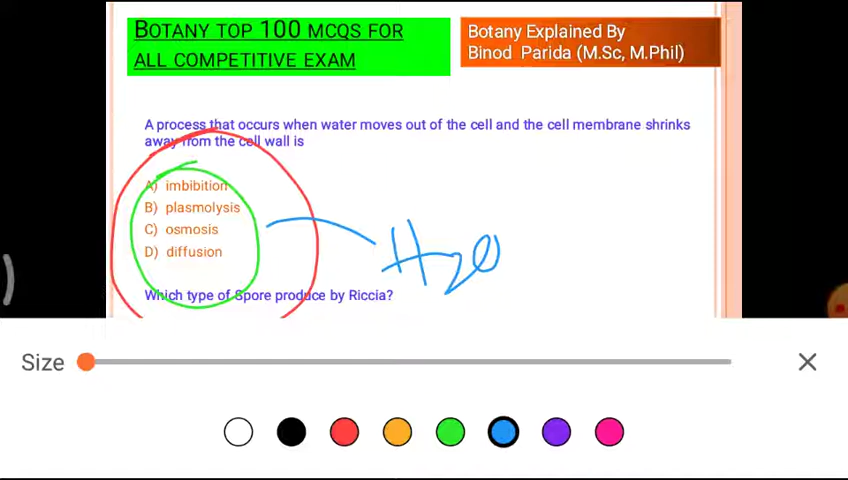 BOTANY TOP 100 MCQS FOR
ALL COMPETITIVE EXAM
Botany Explained By
Binod Parida (M.Sc, M.Phil)
A process that occurs when water moves out of the cell and the cell membrane shrinks
away from the cell wall is
A) imbibition
B) plasmolysis
C) osmosis
D) diffusion
H2O
Which type of Spore produce by Riccia?
Size